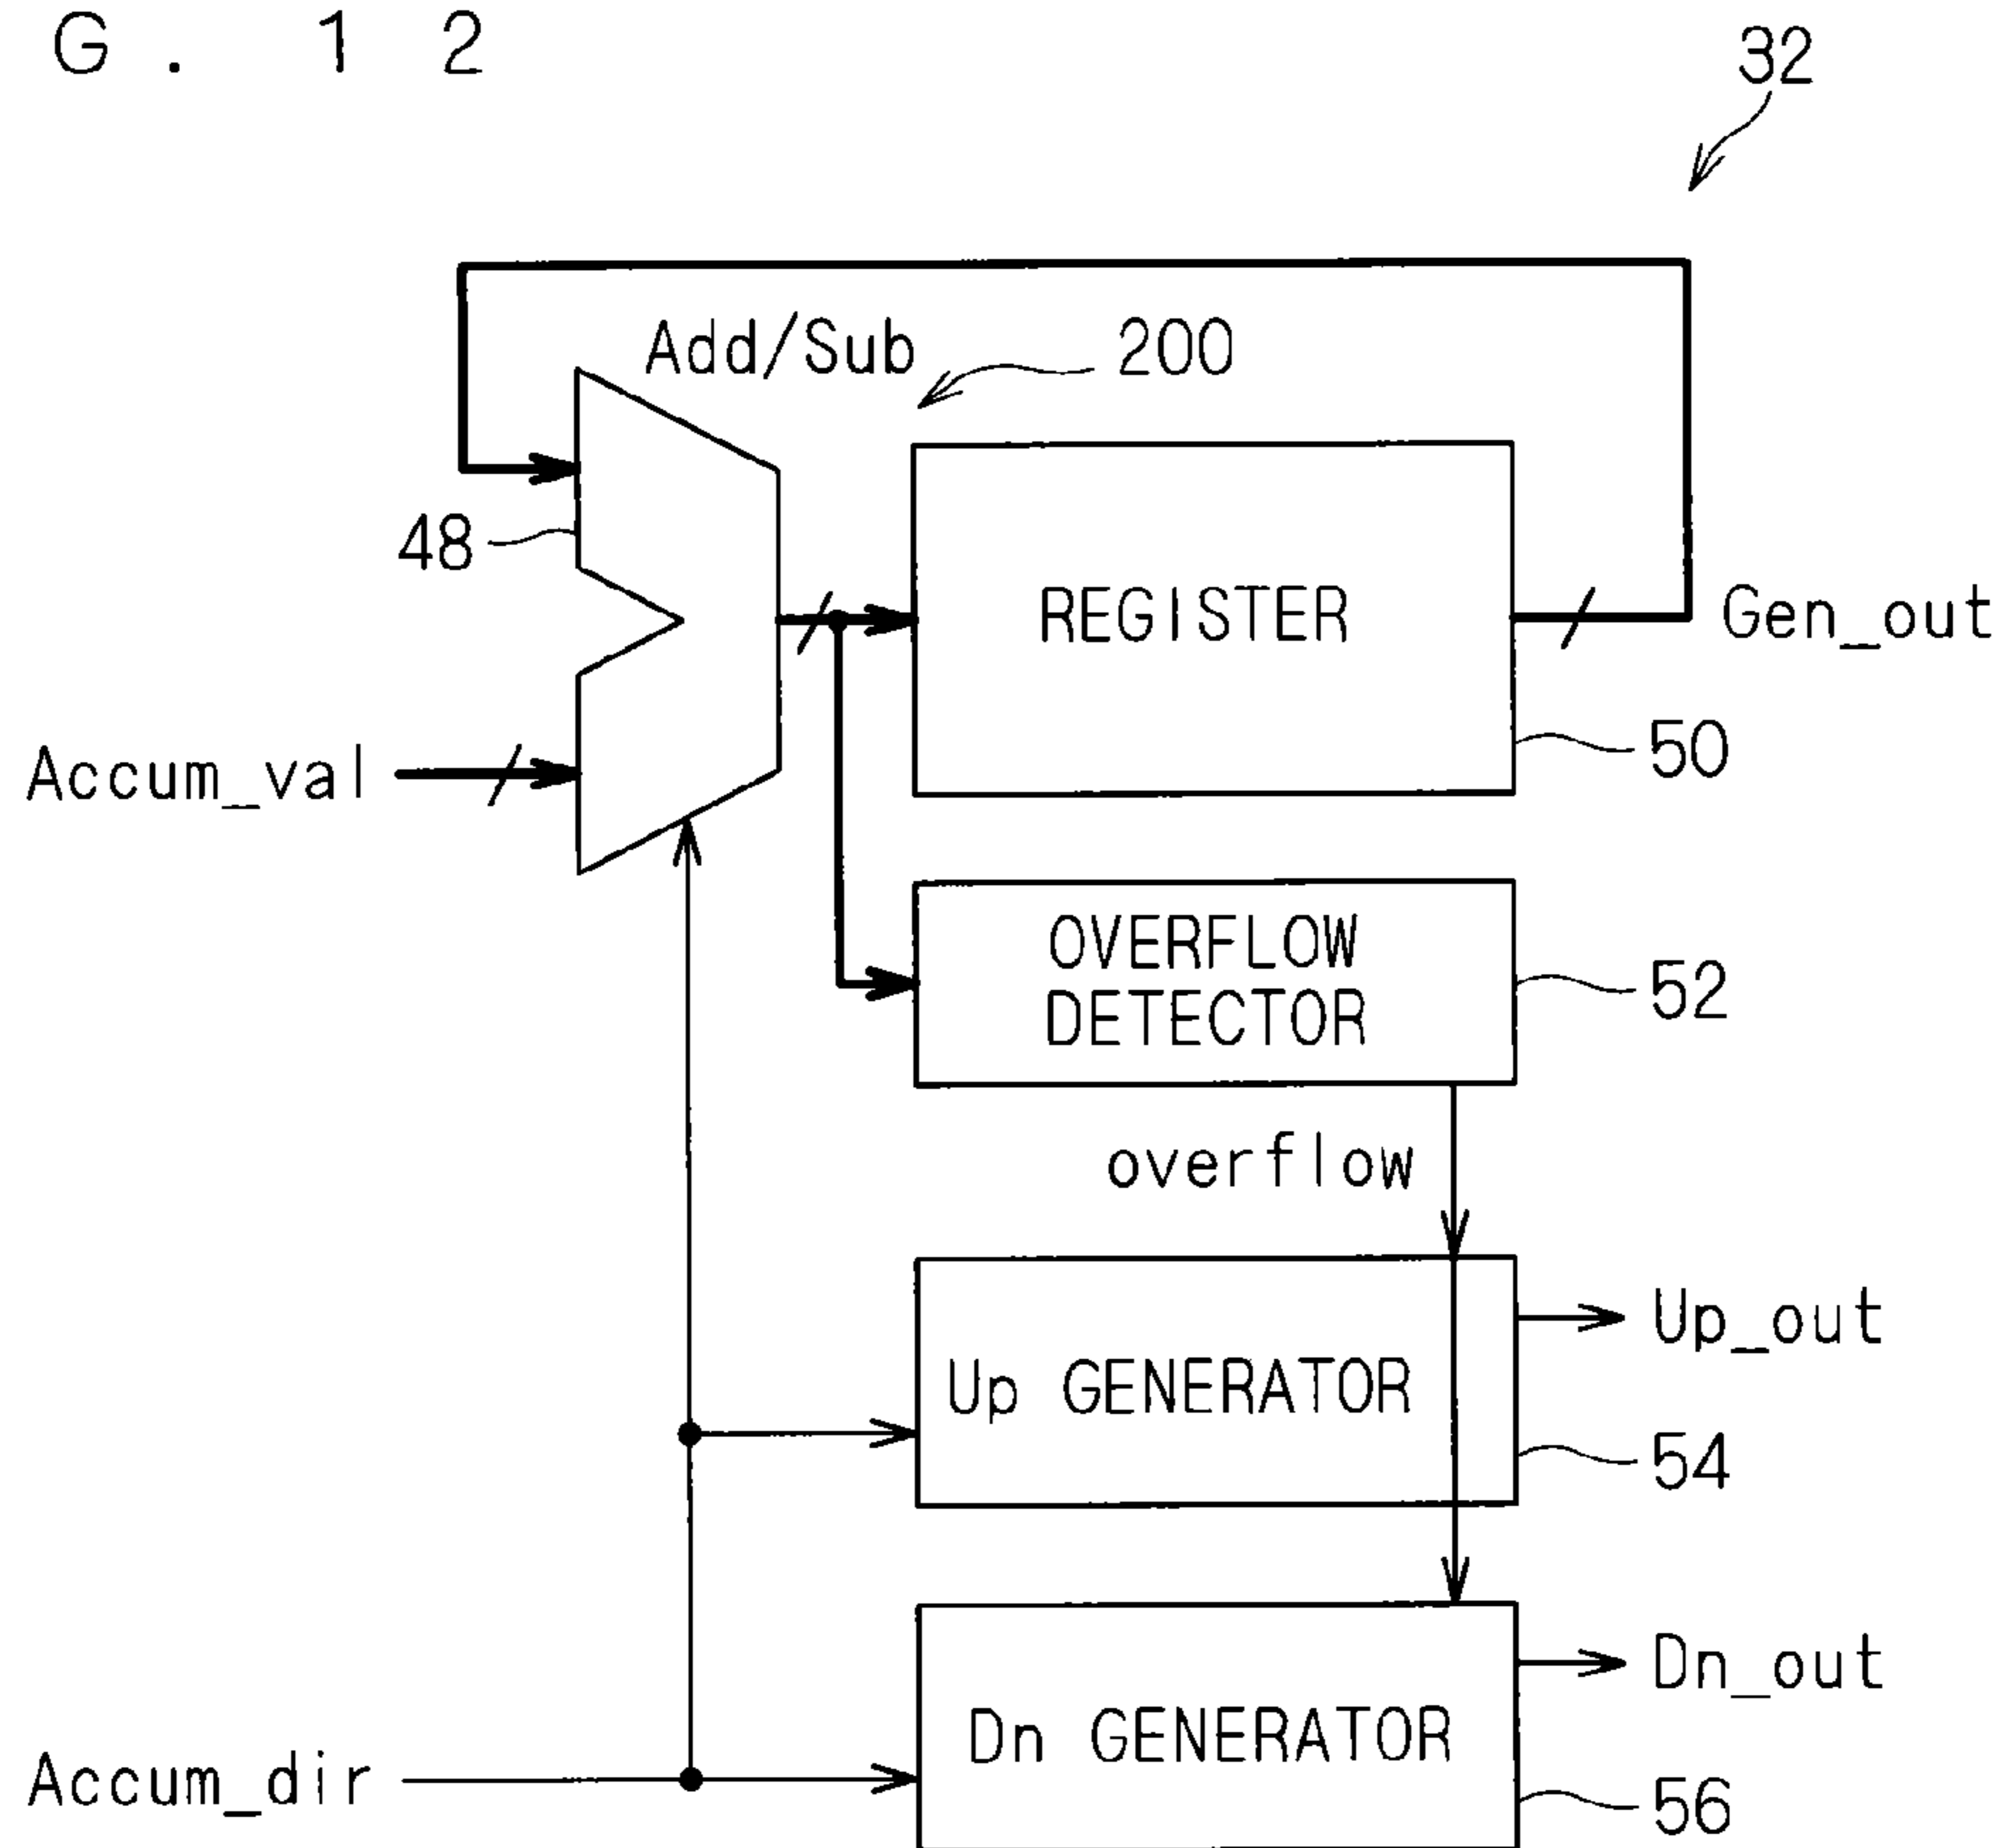 G. 12
32
Add/Sub
200
48
REGISTER
Gen_out
50
Accum_val
OVERFLOW
DETECTOR
52
overflow
Up_out
Up GENERATOR
54
Dn_out
Dn GENERATOR
Accum_dir
56